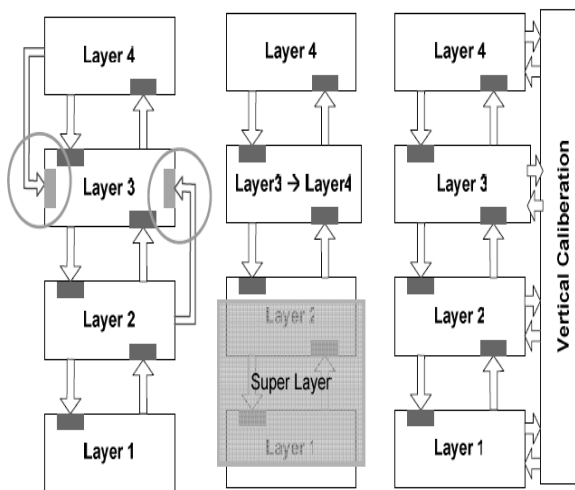 Layer 4
Layer 3
Layer 2
Layer 1
Layer 4
Layer3 → Layer4
Layer 2
Super Layer
Layer 1
Layer 4
Layer 3
Layer 2
Layer 1
Vertical Caliberation